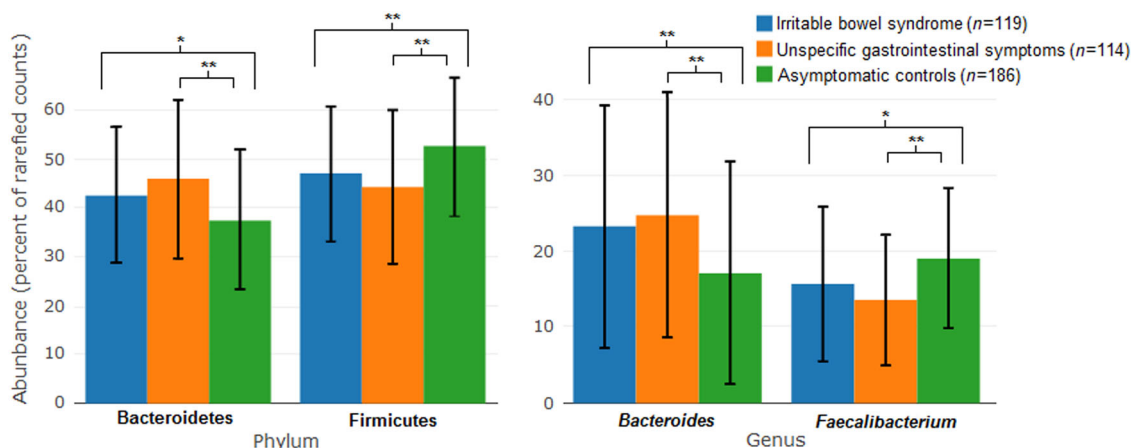 Irritable bowel syndrome (n=119)
Unspecific gastrointestinal symptoms (n=114)
Asymptomatic controls (n=186)
Abunbance (percent of rarefied counts)
60
50
40
30
20
10
0
*
**
**
**
Bacteroidetes Firmicutes
Phylum
40
30
20
10
0
**
**
*
**
Bacteroides Faecalibacterium
Genus